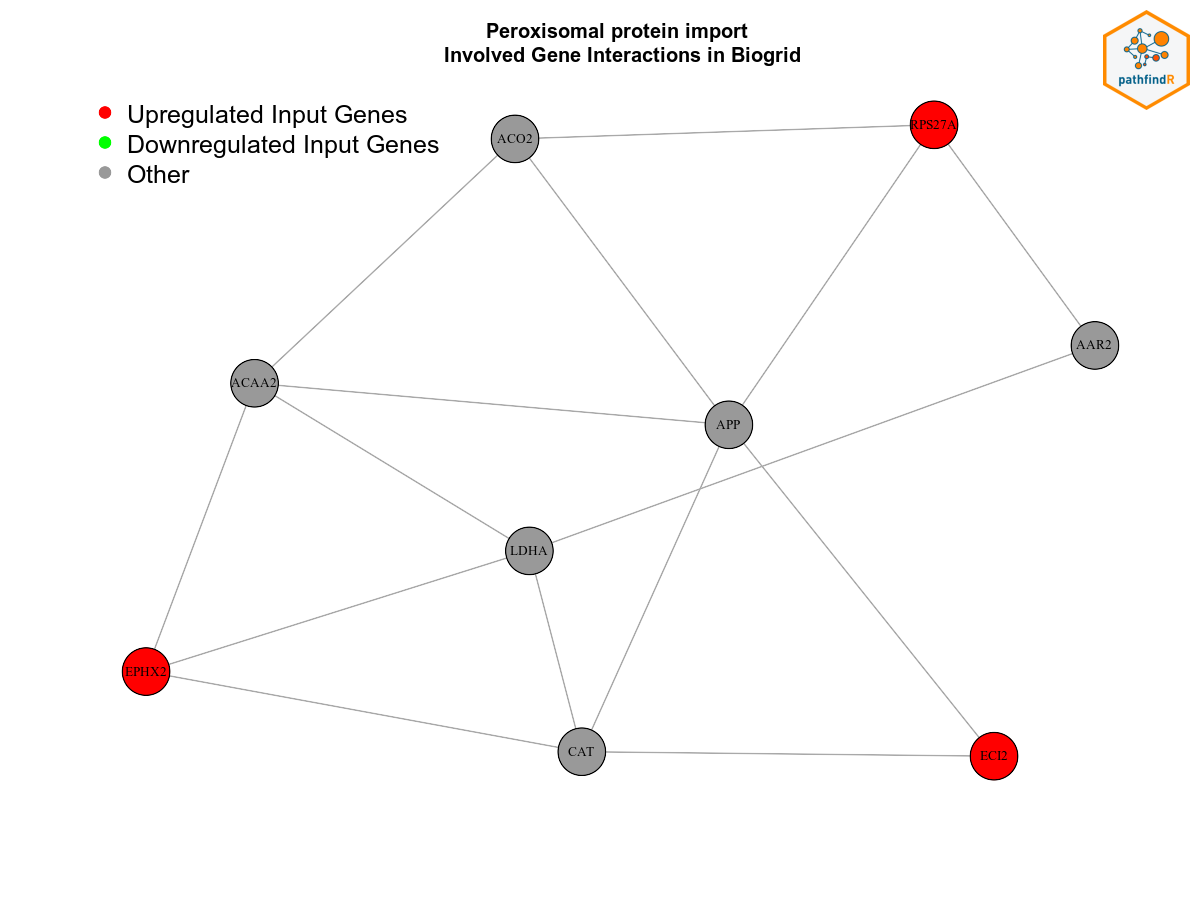 Peroxisomal protein import
Involved Gene Interactions in Biogrid
pathfindR
Upregulated Input Genes
Downregulated Input Genes
Other
ACO2
RPS27A
AAR2
ACAA2
APP
LDHA
EPHX2
CAT
ECI2